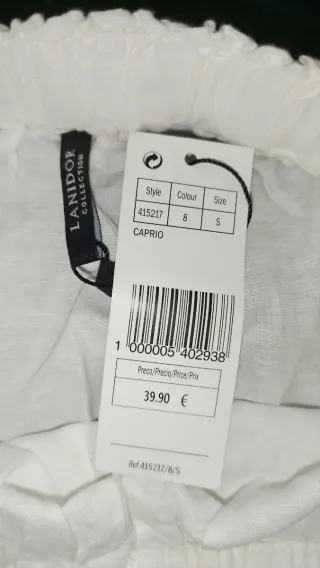 LANIDOR
COLLECTION
Style Colour Size
415217 8 S
CAPRIO
1 000005 402938
Preco/Precio/Price/Prix
39.90 €
Ref.415217/8/S